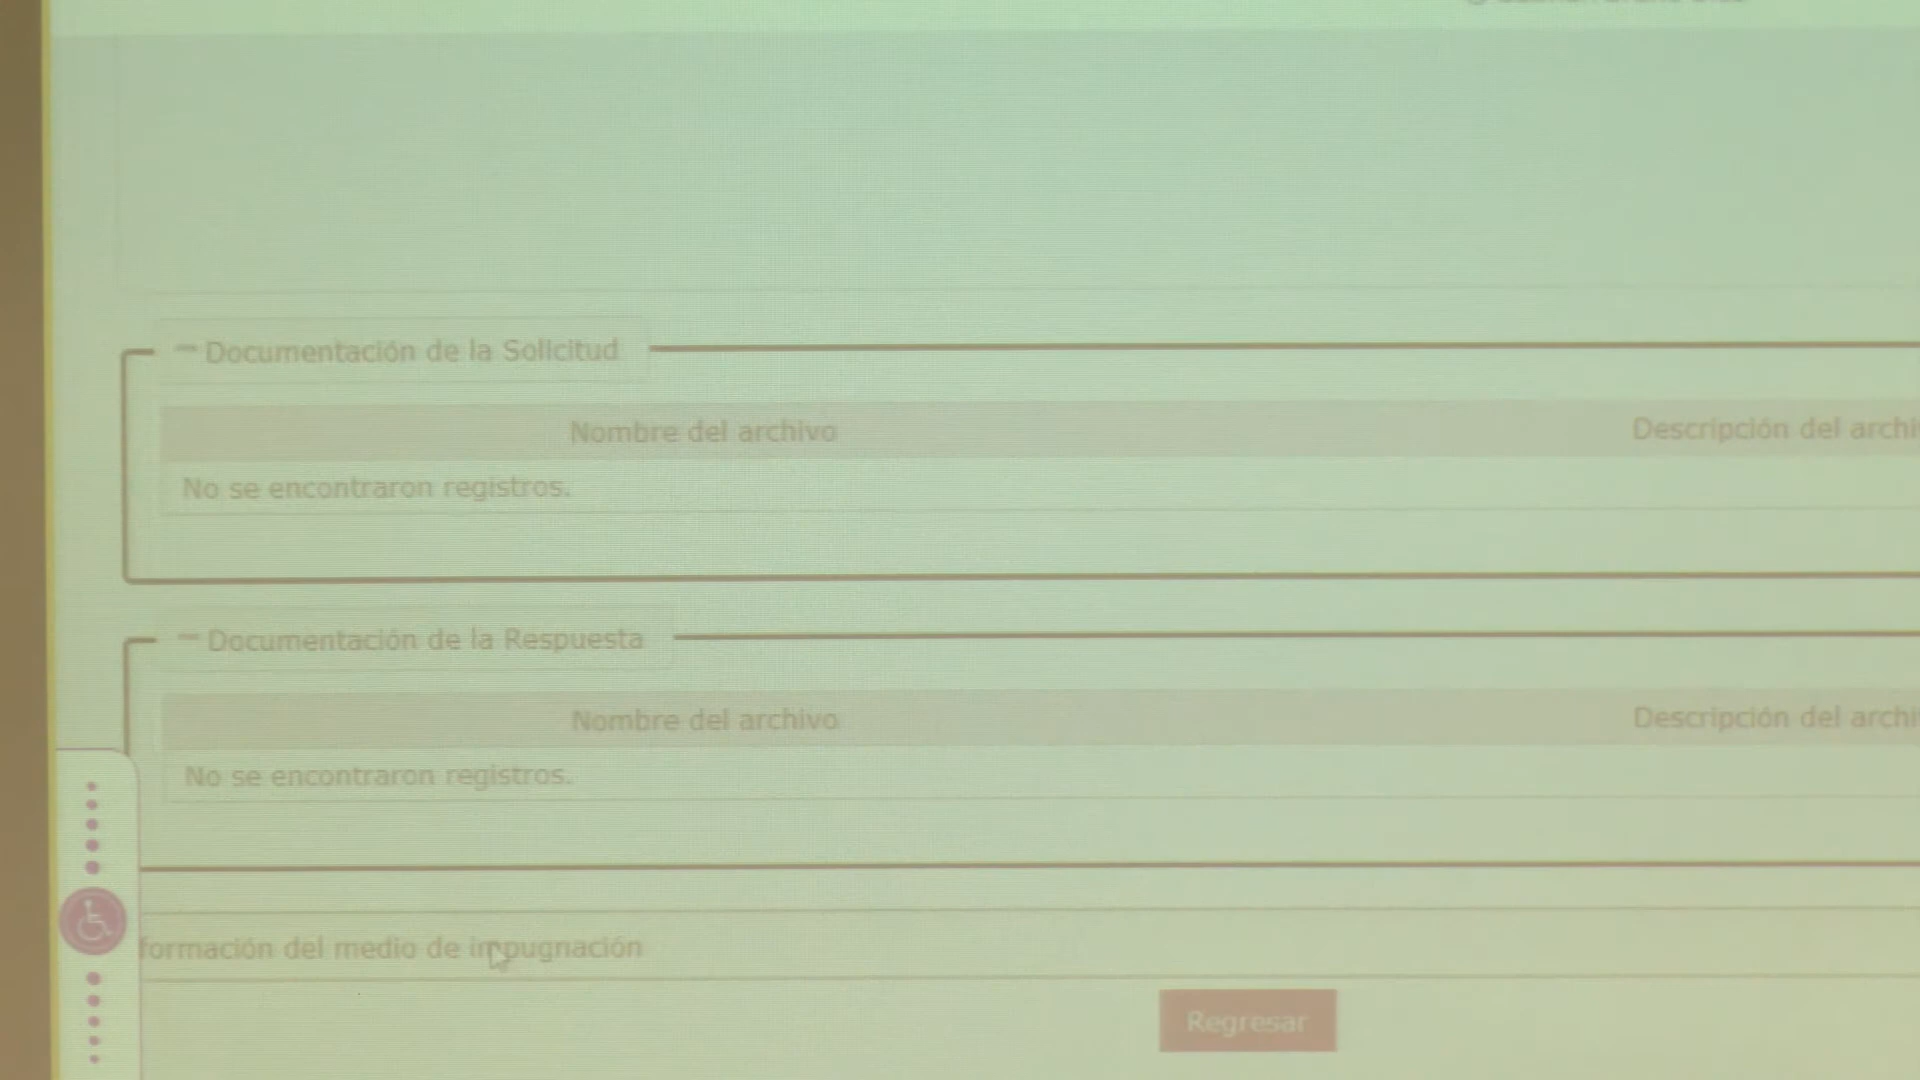 Documentación de la Solicitud
Nombre del archivo Descripción del archi
No se encontraron registros.
Documentación de la Respuesta
Nombre del archivo Descripción del archi
No se encontraron registros.
formación del medio de impugnación
Regresar